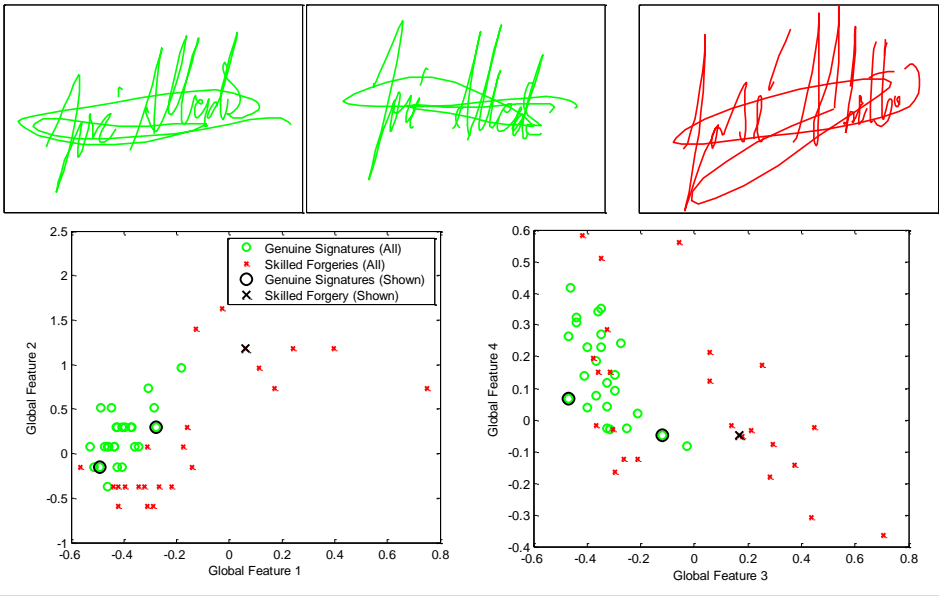 2.5
2
1.5
1
0.5
0
-0.5
-1
-0.6 -0.4 -0.2 0 0.2 0.4 0.6 0.8
Global Feature 1
Global Feature 2
Genuine Signatures (All)
Skilled Forgeries (All)
Genuine Signatures (Shown)
Skilled Forgery (Shown)
0.6
0.5
0.4
0.3
0.2
0.1
0
-0.1
-0.2
-0.3
-0.4
-0.6 -0.4 -0.2 0 0.2 0.4 0.6 0.8
Global Feature 3
Global Feature 4